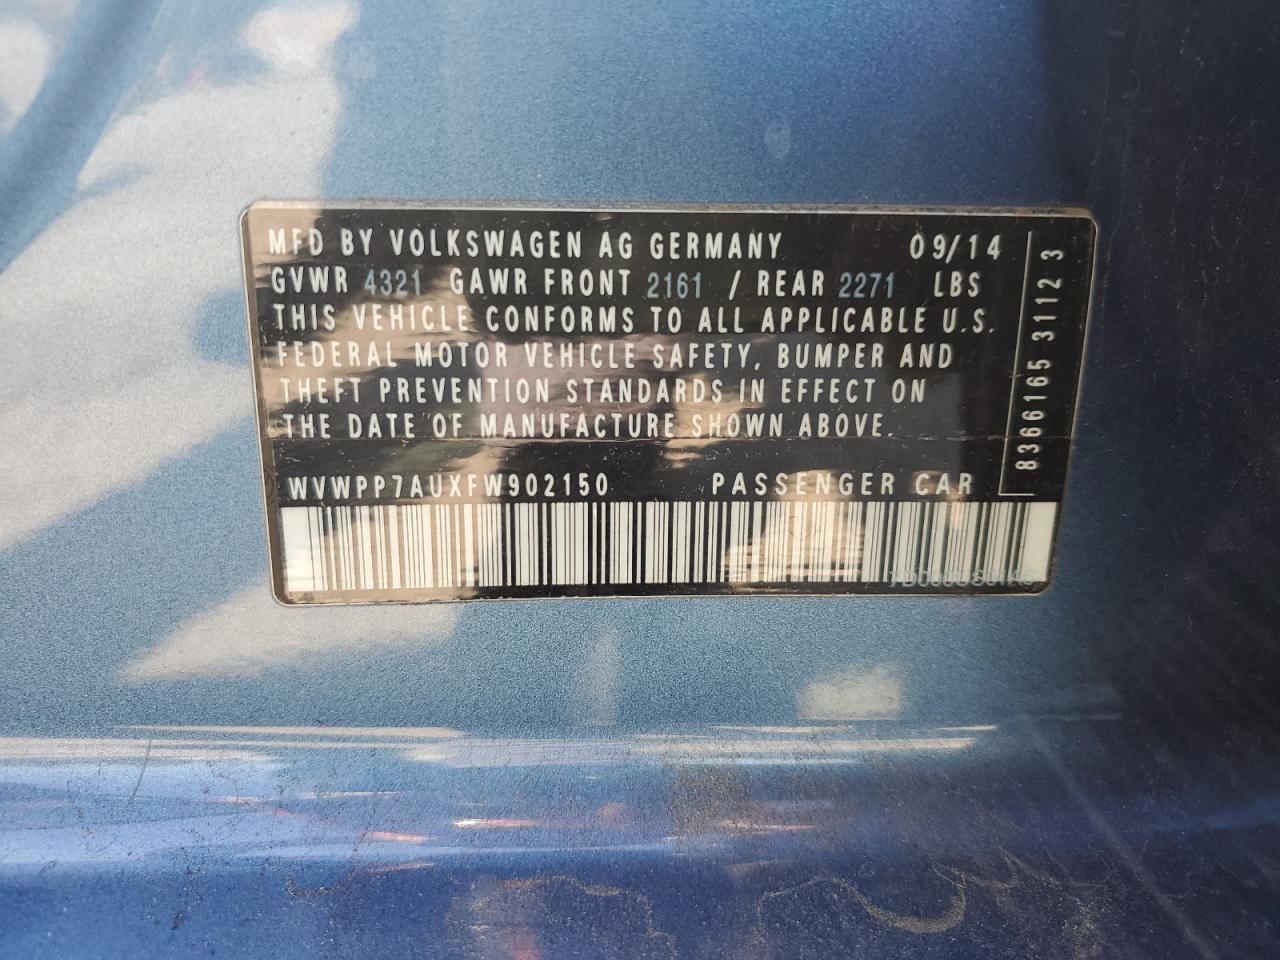 MFD BY VOLKSWAGEN AG GERMANY 09/14
GVWR 4321 GAWR FRONT 2161 / REAR 2271 LBS
THIS VEHICLE CONFORMS TO ALL APPLICABLE U.S.
FEDERAL MOTOR VEHICLE SAFETY, BUMPER AND
THEFT PREVENTION STANDARDS IN EFFECT ON
THE DATE OF MANUFACTURE SHOWN ABOVE.
WVWPP7AUXFW902150 PASSENGER CAR
8366165 3112 3